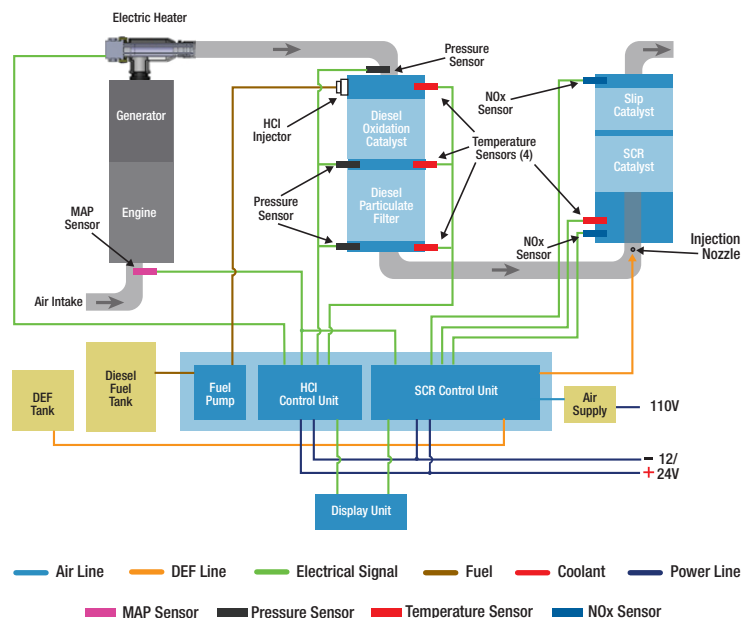 Electric Heater
Generator
Engine
MAP
Sensor
Air Intake
HCI
Injector
Pressure
Sensor
Diesel
Oxidation
Catalyst
Diesel
Particulate
Filter
Pressure
Sensor
Temperature
Sensors (4)
NOx
Sensor
Slip
Catalyst
SCR
Catalyst
NOx
Sensor
Injection
Nozzle
DEF
Tank
Diesel
Fuel
Tank
Fuel
Pump
HCI
Control Unit
SCR Control Unit
Air
Supply
110V
- 12/
+ 24V
Display Unit
Air Line
DEF Line
Electrical Signal
Fuel
Coolant
Power Line
MAP Sensor
Pressure Sensor
Temperature Sensor
NOx Sensor